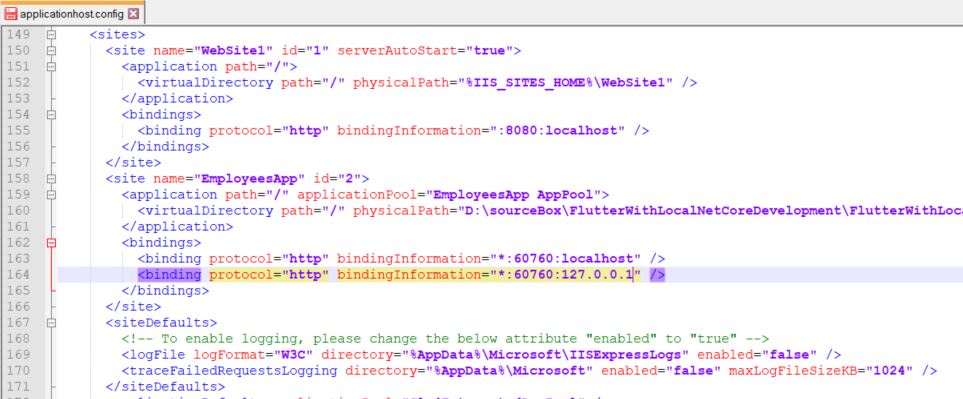 applicationhost.config
149 <sites>
150 <site name="WebSite1" id="1" serverAutoStart="true">
151 <application path="/">
152 <virtualDirectory path="/" physicalPath="%IIS_SITES_HOME%\WebSite1" />
153 </application>
154 <bindings>
155 <binding protocol="http" bindingInformation=":8080:localhost" />
156 </bindings>
157 </site>
158 <site name="EmployeesApp" id="2">
159 <application path="/" applicationPool="EmployeesApp AppPool">
160 <virtualDirectory path="/" physicalPath="D:\sourceBox\FlutterWithLocalNetCoreDevelopment\FlutterWithLoca
161 </application>
162 <bindings>
163 <binding protocol="http" bindingInformation="*:60760:localhost" />
164 <binding protocol="http" bindingInformation="*:60760:127.0.0.1" />
165 </bindings>
166 </site>
167 <siteDefaults>
168 <!-- To enable logging, please change the below attribute "enabled" to "true" -->
169 <logFile logFormat="W3C" directory="%AppData%\Microsoft\IISExpressLogs" enabled="false" />
170 <traceFailedRequestsLogging directory="%AppData%\Microsoft" enabled="false" maxLogFileSizeKB="1024" />
171 </siteDefaults>